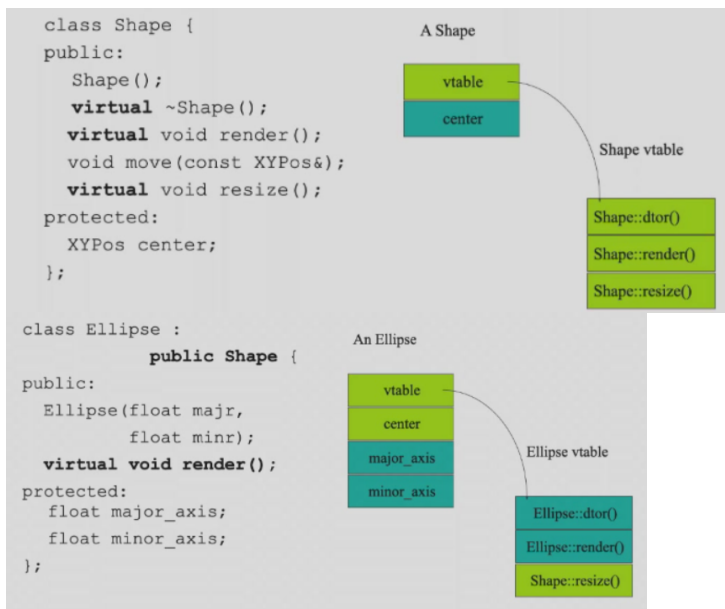 class Shape {
public:
Shape();
virtual ~Shape();
virtual void render();
void move(const XYPos&);
virtual void resize();
protected:
XYPos center;
};
A Shape
vtable
center
Shape vtable
Shape::dtor()
Shape::render()
Shape::resize()
class Ellipse :
public Shape {
public:
Ellipse(float majr,
float minr);
virtual void render();
protected:
float major_axis;
float minor_axis;
};
An Ellipse
vtable
center
major_axis
minor_axis
Ellipse vtable
Ellipse::dtor()
Ellipse::render()
Shape::resize()